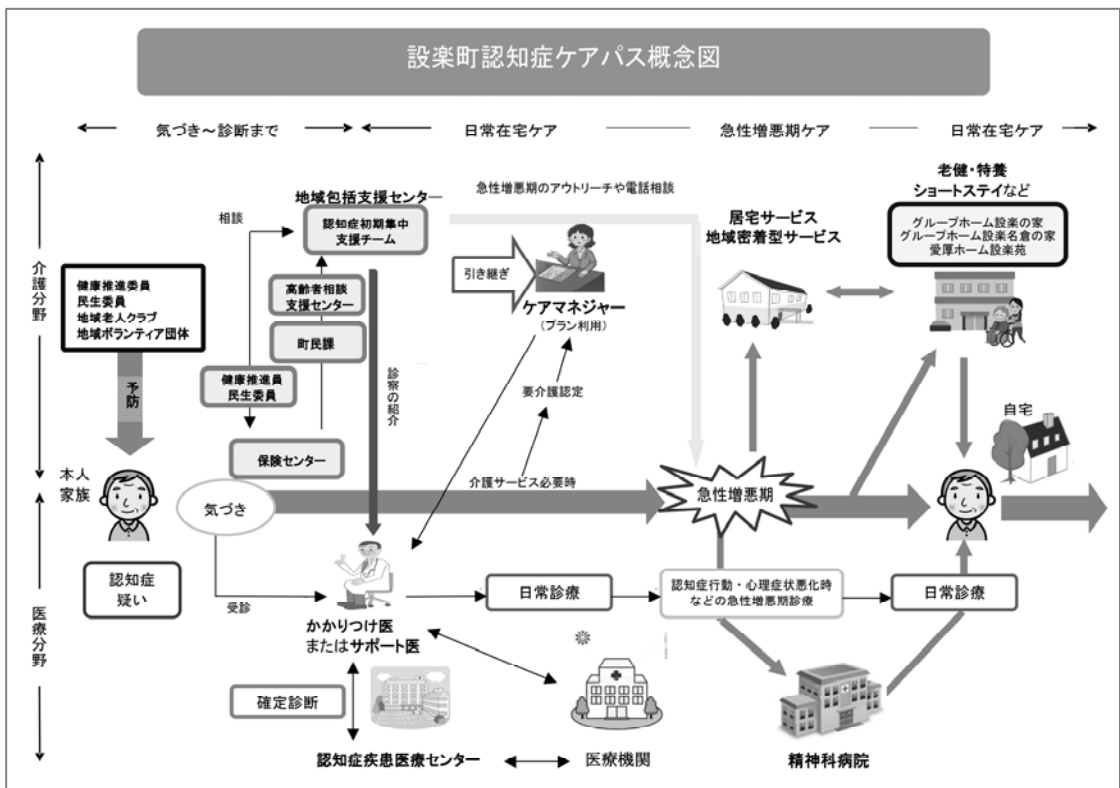 設楽町認知症ケアパス概念図
気づき～診断まで
日常在宅ケア
急性増悪期ケア
日常在宅ケア
介護分野
医療分野
健康推進委員
民生委員
地域老人クラブ
地域ボランティア団体
予防
本人
家族
認知症
疑い
気づき
相談
地域包括支援センター
認知症初期集中
支援チーム
高齢者相談
支援センター
町民課
健康推進員
民生委員
保険センター
診察の紹介
急性増悪期のアウトリーチや電話相談
引き継ぎ
ケアマネジャー
（プラン利用）
要介護認定
介護サービス必要時
居宅サービス
地域密着型サービス
老健・特養
ショートステイなど
グループホーム設楽の家
グループホーム設楽名倉の家
愛厚ホーム設楽苑
自宅
急性増悪期
受診
かかりつけ医
またはサポート医
日常診療
認知症行動・心理症状悪化時
などの急性増悪期診療
日常診療
確定診断
認知症疾患医療センター
医療機関
精神科病院